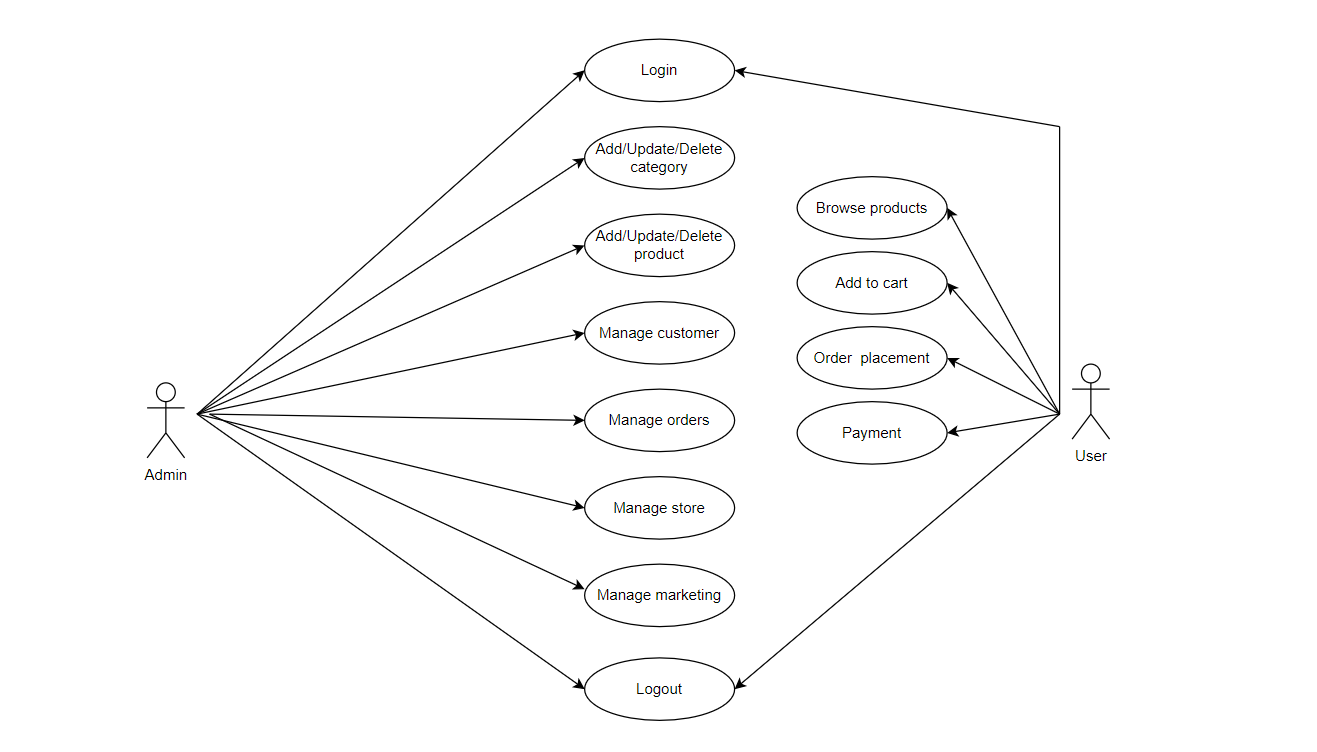 Login
Add/Update/Delete
category
Add/Update/Delete
product
Manage customer
Manage orders
Manage store
Manage marketing
Logout
Browse products
Add to cart
Order  placement
Payment
Admin
User